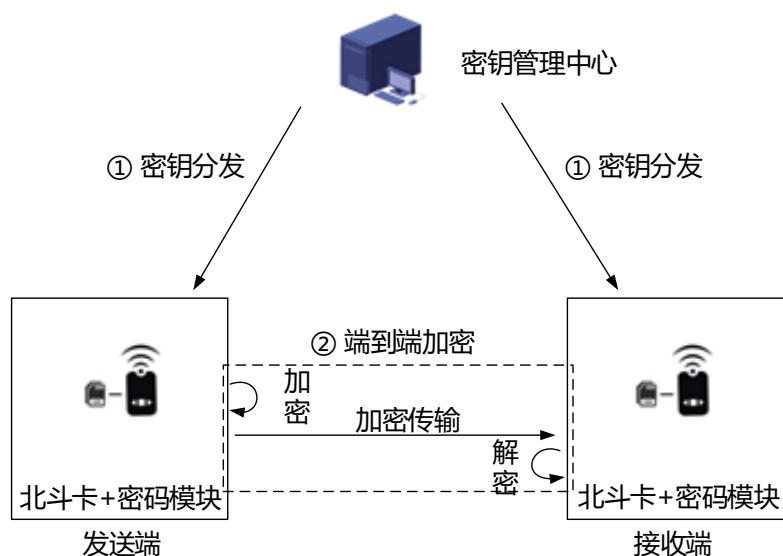 密钥管理中心
① 密钥分发
① 密钥分发
② 端到端加密
加
密
加密传输
解
密
北斗卡+密码模块
北斗卡+密码模块
发送端
接收端